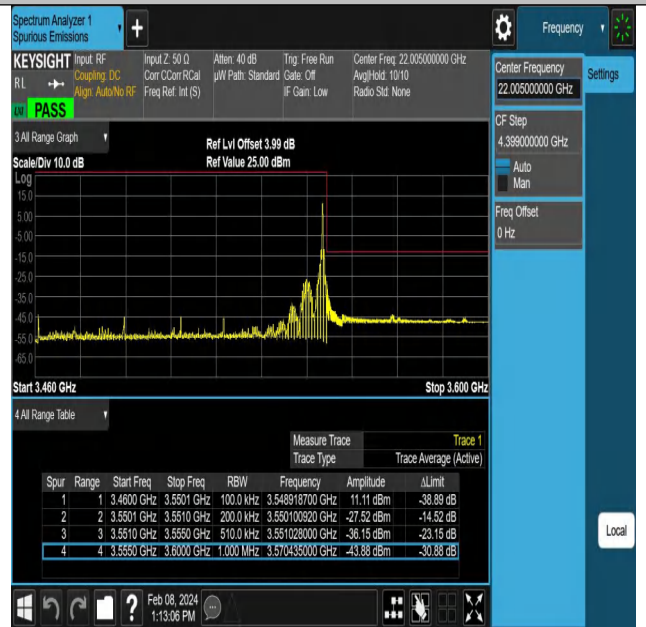 Spectrum Analyzer 1
Spurious Emissions
Frequency
KEYSIGHT Input: RF Input Z: 50 Ω Atten: 40 dB Trig: Free Run Center Freq: 22.005000000 GHz
RL Coupling: DC Corr CCorr RCal µW Path: Standard Gate: Off Avg|Hold: 10/10
Align: Auto/No RF Freq Ref: Int (S) IF Gain: Low Radio Std: None
PASS
Center Frequency
22.005000000 GHz
Settings
CF Step
4.399000000 GHz
Auto
Man
Freq Offset
0 Hz
3 All Range Graph
Ref Lvl Offset 3.99 dB
Scale/Div 10.0 dB Ref Value 25.00 dBm
Log
15.0
5.00
-5.00
-15.0
-25.0
-35.0
-45.0
-55.0
-65.0
Start 3.460 GHz Stop 3.600 GHz
4 All Range Table
Measure Trace Trace 1
Trace Type Trace Average (Active)
Spur Range Start Freq Stop Freq RBW Frequency Amplitude ΔLimit
1 1 3.4600 GHz 3.5501 GHz 100.0 kHz 3.548918700 GHz 11.11 dBm -38.89 dB
2 2 3.5501 GHz 3.5510 GHz 200.0 kHz 3.550100920 GHz -27.52 dBm -14.52 dB
3 3 3.5510 GHz 3.5550 GHz 510.0 kHz 3.551028000 GHz -36.15 dBm -23.15 dB
4 4 3.5550 GHz 3.6000 GHz 1.000 MHz 3.570435000 GHz -43.88 dBm -30.88 dB
Local
Feb 08, 2024
1:13:06 PM